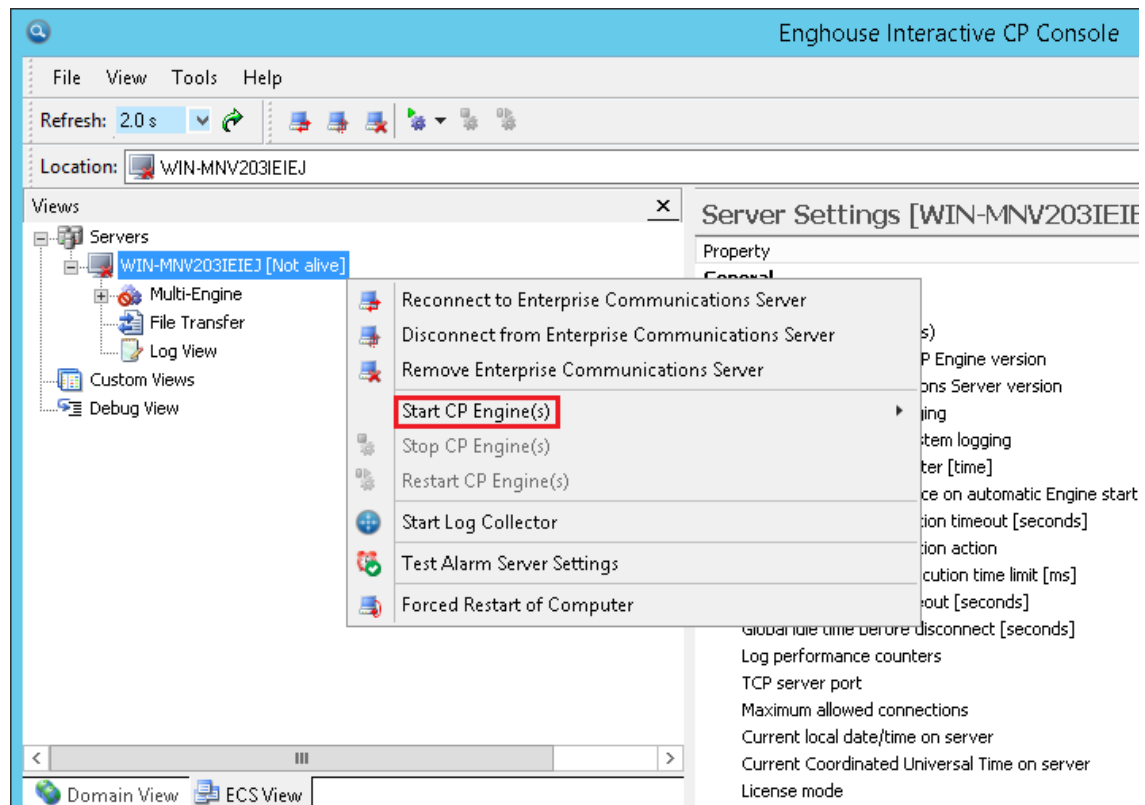 Enghouse Interactive CP Console
File View Tools Help
Refresh: 2.0 s
Location: WIN-MNV203IEIEJ
Views
Servers
WIN-MNV203IEIEJ [Not alive]
Multi-Engine
File Transfer
Log View
Custom Views
Debug View
Reconnect to Enterprise Communications Server
Disconnect from Enterprise Communications Server
Remove Enterprise Communications Server
Start CP Engine(s)
Stop CP Engine(s)
Restart CP Engine(s)
Start Log Collector
Test Alarm Server Settings
Forced Restart of Computer
Domain View ECS View
Server Settings [WIN-MNV203IEIE
Property
General
s)
P Engine version
ons Server version
ging
stem logging
ter [time]
ce on automatic Engine start
tion timeout [seconds]
tion action
cution time limit [ms]
out [seconds]
Global idle time before disconnect [seconds]
Log performance counters
TCP server port
Maximum allowed connections
Current local date/time on server
Current Coordinated Universal Time on server
License mode